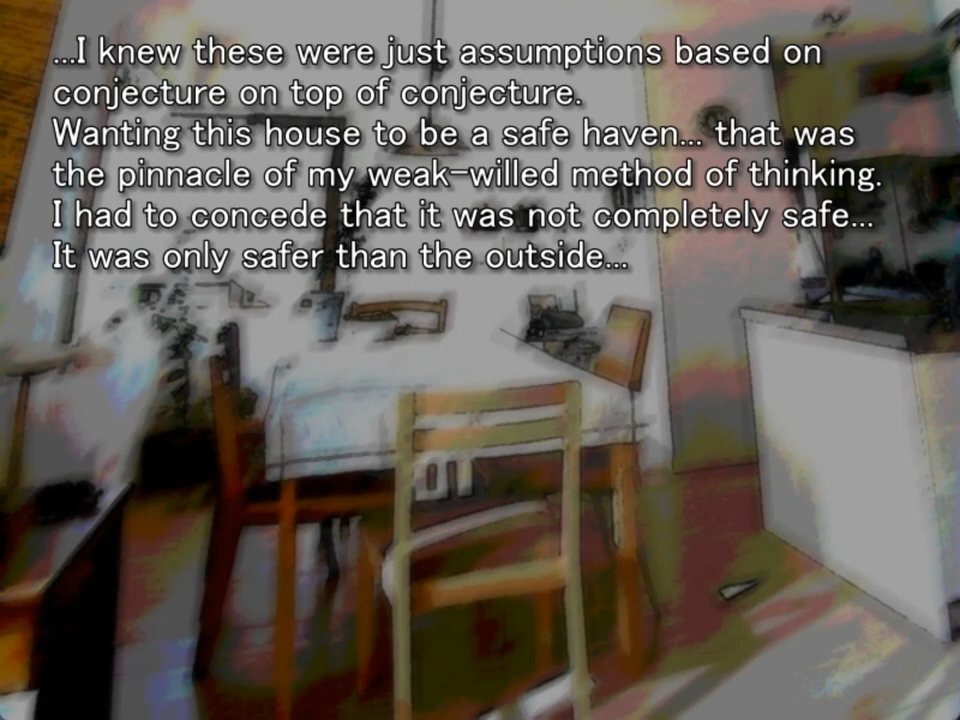 ...I knew these were just assumptions based on
conjecture on top of conjecture.
Wanting this house to be a safe haven... that was
the pinnacle of my weak-willed method of thinking.
I had to concede that it was not completely safe...
It was only safer than the outside...